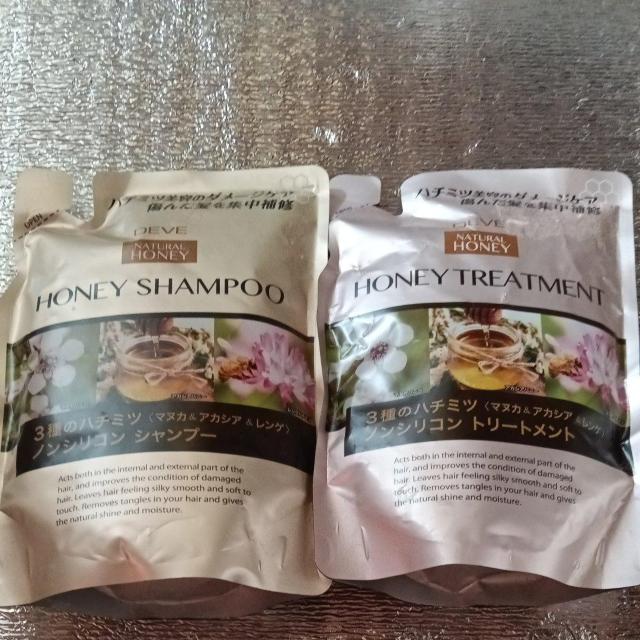 OPEN
ハチミツ美容のダメージケア
傷んだ髪を集中補修
DEVE
NATURAL
HONEY
HONEY SHAMPOO
3種のハチミツ〈マヌカ&アカシア&レンゲ〉
ノンシリコン シャンプー
Acts both in the internal and external part of the
hair, and improves the condition of damaged
hair. Leaves hair feeling silky smooth and soft to
touch. Removes tangles in your hair and gives
the natural shine and moisture.
ハチミツ美容のダメージケア
傷んだ髪を集中補修
DEVE
NATURAL
HONEY
HONEY TREATMENT
3種のハチミツ〈マヌカ&アカシア&レンゲ〉
ノンシリコン トリートメント
Acts both in the internal and external part of the
hair, and improves the condition of damaged
hair. Leaves hair feeling silky smooth and soft to
touch. Removes tangles in your hair and gives
the natural shine and moisture.